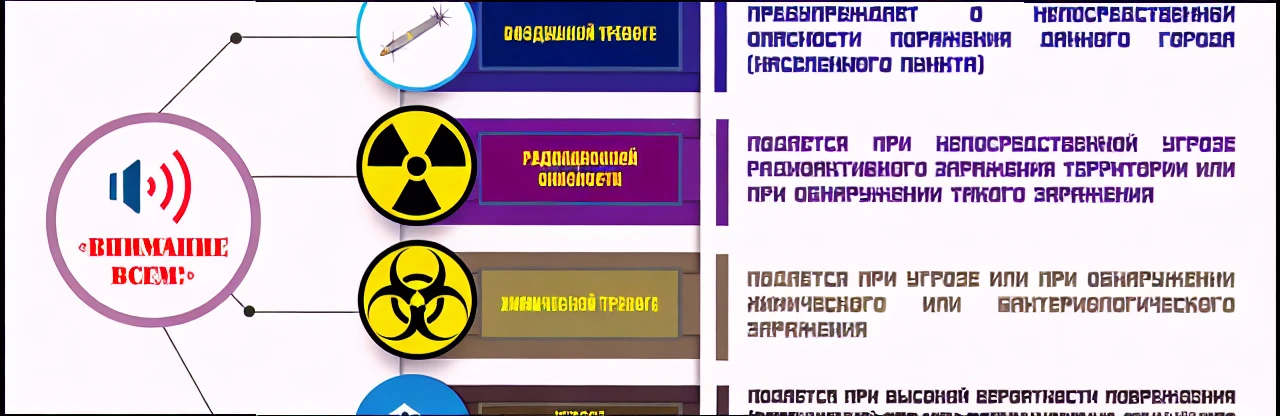 «ВНИМАНИЕ
ВСЕМ!»
ВОЗДУШНОЙ ТРЕВОГЕ
ПРЕДУПРЕЖДАЕТ О НЕПОСРЕДСТВЕННОЙ
ОПАСНОСТИ ПОРАЖЕНИЯ ДАННОГО ГОРОДА
(НАСЕЛЕННОГО ПУНКТА)
РАДИАЦИОННОЙ
ОПАСНОСТИ
ПОДАЕТСЯ ПРИ НЕПОСРЕДСТВЕННОЙ УГРОЗЕ
РАДИОАКТИВНОГО ЗАРАЖЕНИЯ ТЕРРИТОРИИ ИЛИ
ПРИ ОБНАРУЖЕНИИ ТАКОГО ЗАРАЖЕНИЯ
ХИМИЧЕСКОЙ ТРЕВОГЕ
ПОДАЕТСЯ ПРИ УГРОЗЕ ИЛИ ПРИ ОБНАРУЖЕНИИ
ХИМИЧЕСКОГО ИЛИ БАКТЕРИОЛОГИЧЕСКОГО
ЗАРАЖЕНИЯ
ПОДАЕТСЯ ПРИ ВЫСОКОЙ ВЕРОЯТНОСТИ ПОВРЕЖДЕНИЯ